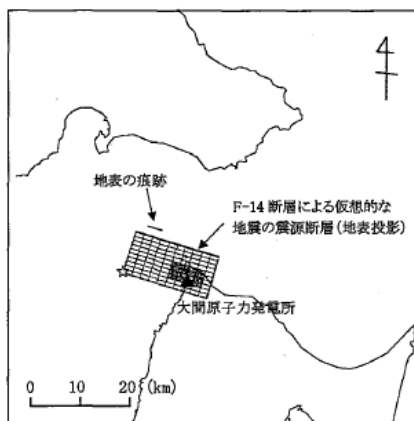 地表の痕跡
F-14 断層による仮想的な
地震の震源断層(地表投影)
大間原子力発電所
0 10 20 (km)